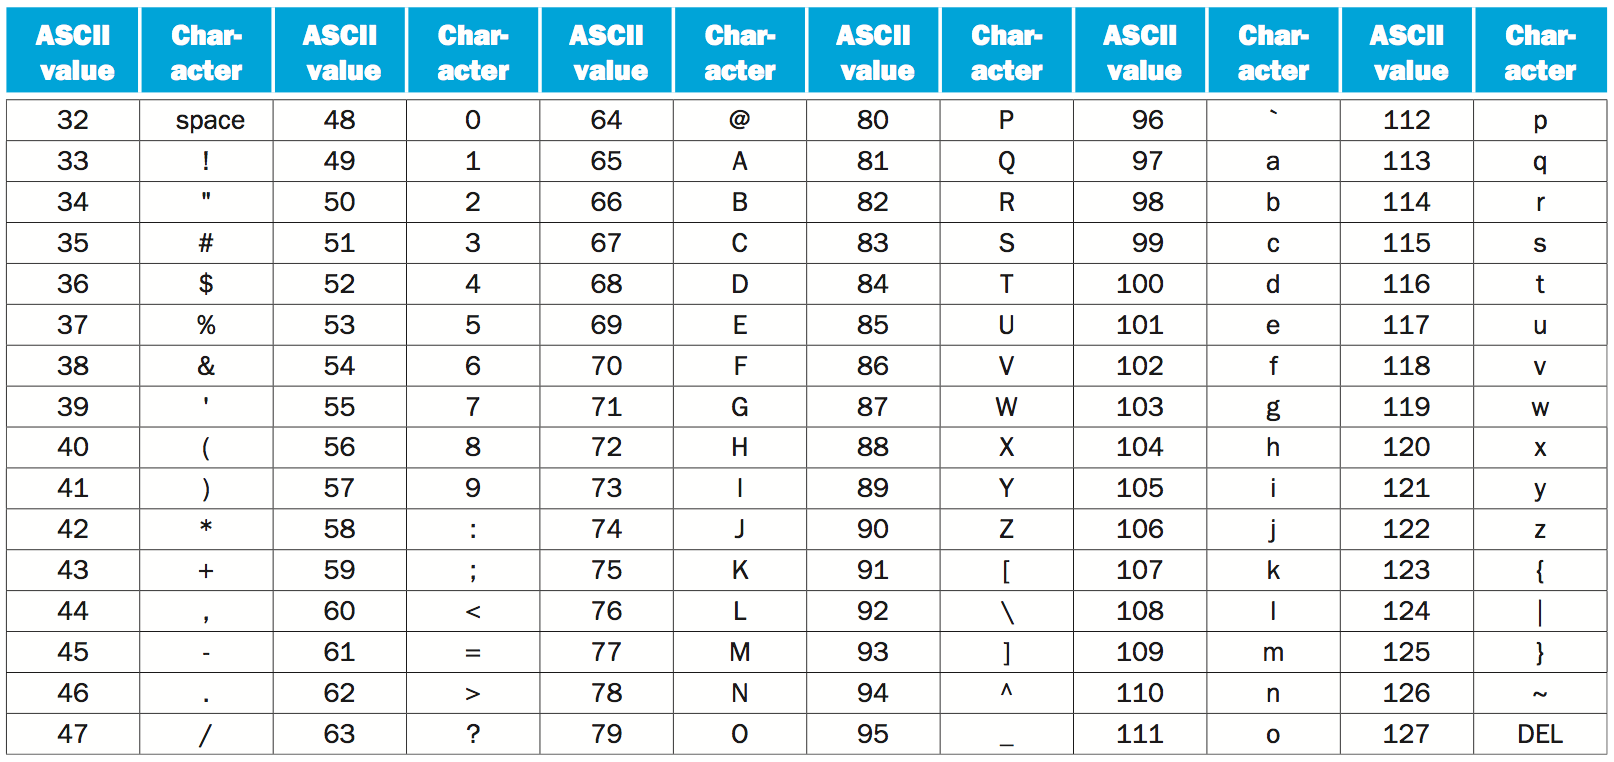 ASCII value Char-acter ASCII value Char-acter ASCII value Char-acter ASCII value Char-acter ASCII value Char-acter ASCII value Char-acter
32 space 48 0 64 @ 80 P 96 ` 112 p
33 ! 49 1 65 A 81 Q 97 a 113 q
34 " 50 2 66 B 82 R 98 b 114 r
35 # 51 3 67 C 83 S 99 c 115 s
36 $ 52 4 68 D 84 T 100 d 116 t
37 % 53 5 69 E 85 U 101 e 117 u
38 & 54 6 70 F 86 V 102 f 118 v
39 ' 55 7 71 G 87 W 103 g 119 w
40 ( 56 8 72 H 88 X 104 h 120 x
41 ) 57 9 73 I 89 Y 105 i 121 y
42 * 58 : 74 J 90 Z 106 j 122 z
43 + 59 ; 75 K 91 [ 107 k 123 {
44 , 60 < 76 L 92 \ 108 l 124 |
45 - 61 = 77 M 93 ] 109 m 125 }
46 . 62 > 78 N 94 ^ 110 n 126 ~
47 / 63 ? 79 O 95 _ 111 o 127 DEL